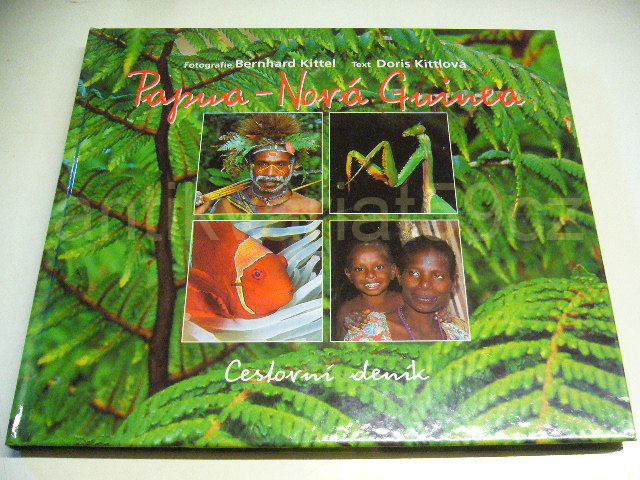 Fotografie Bernhard Kittel Text Doris Kittlová
Papua-Nová Guinea
Cestovní deník